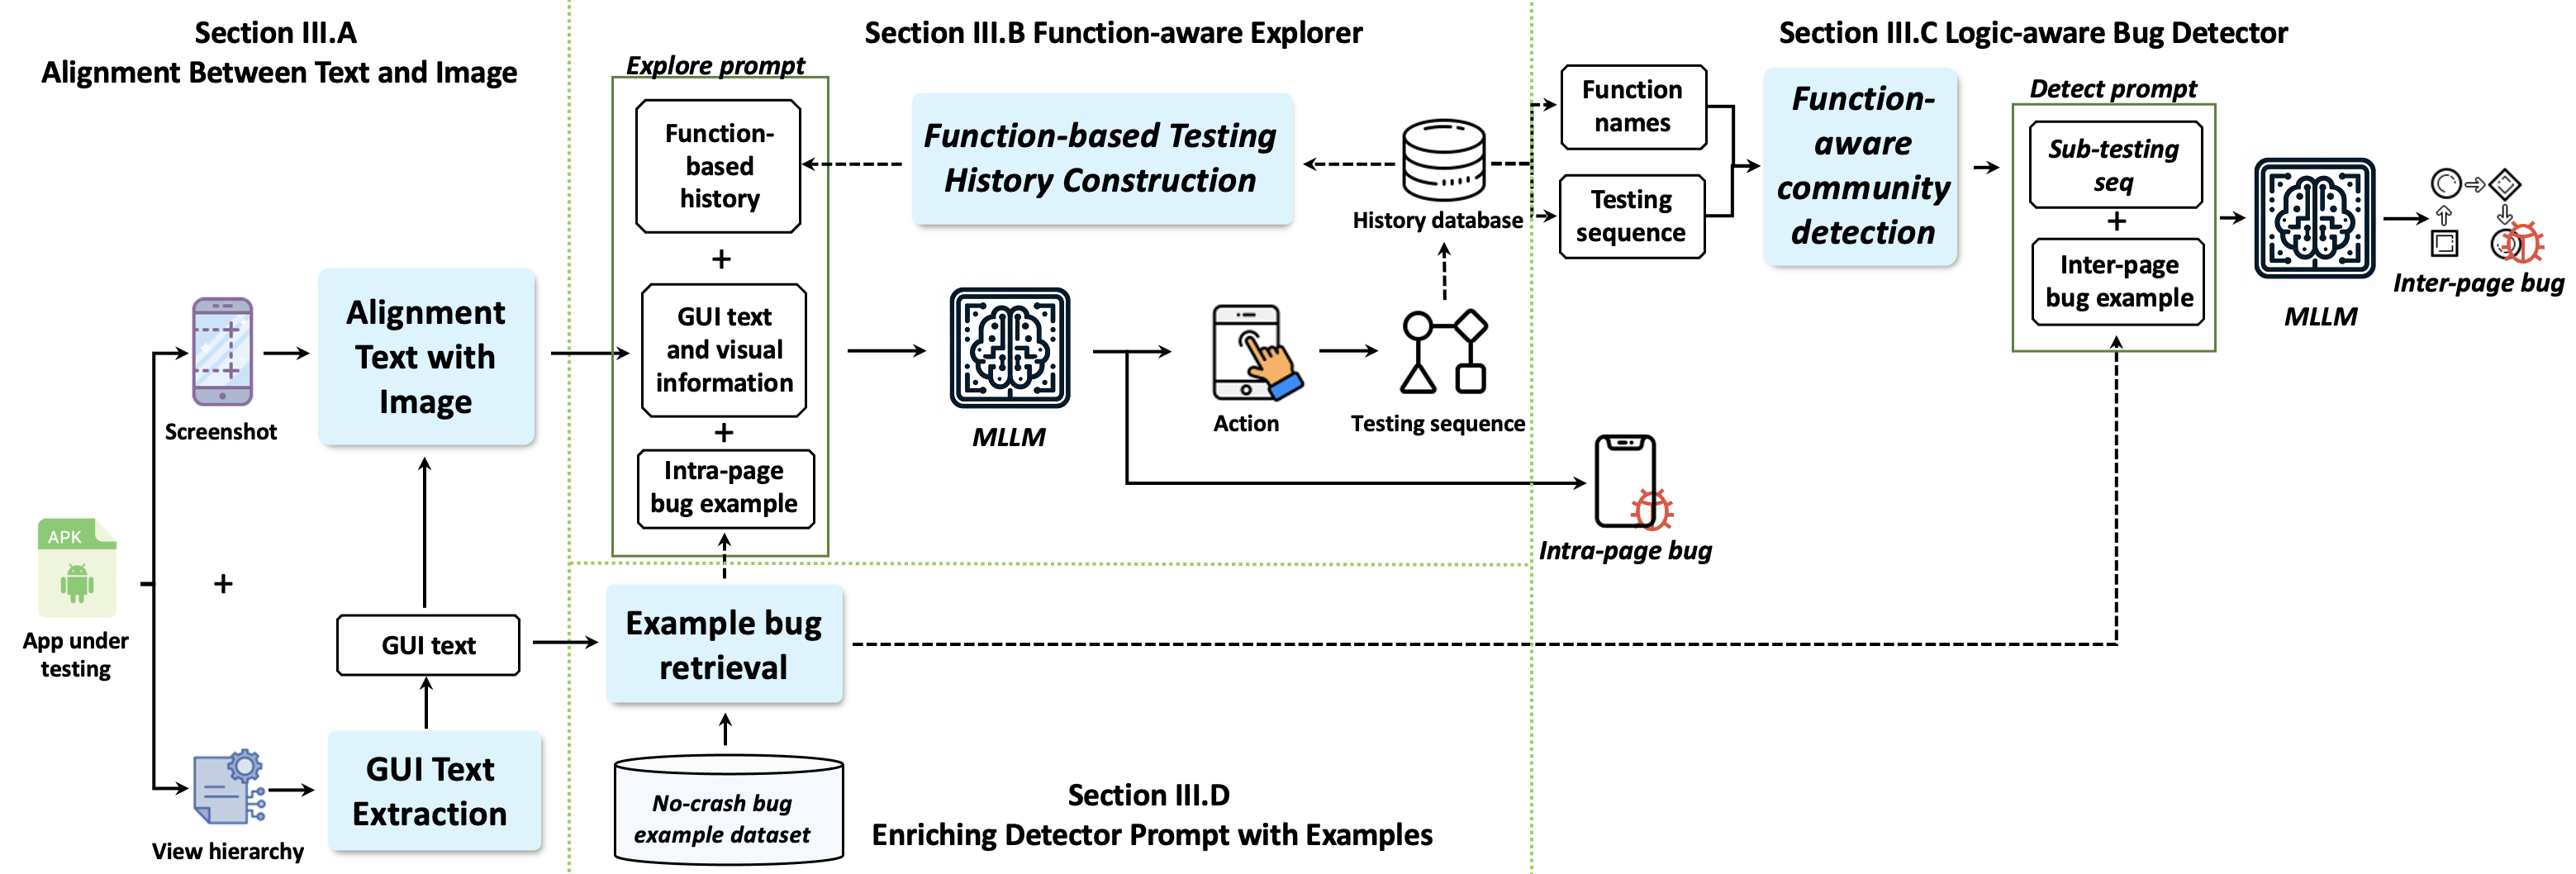 Section III.A
Alignment Between Text and Image
Screenshot
Alignment
Text with
Image
APK
App under
testing
+
GUI text
View hierarchy
GUI Text
Extraction
Section III.B Function-aware Explorer
Explore prompt
Function-
based
history
+
GUI text
and visual
information
+
Intra-page
bug example
Function-based Testing
History Construction
History database
MLLM
Action
Testing sequence
Example bug
retrieval
No-crash bug
example dataset
Section III.D
Enriching Detector Prompt with Examples
Section III.C Logic-aware Bug Detector
Function
names
Testing
sequence
Function-
aware
community
detection
Detect prompt
Sub-testing
seq
+
Inter-page
bug example
MLLM
Inter-page bug
Intra-page bug